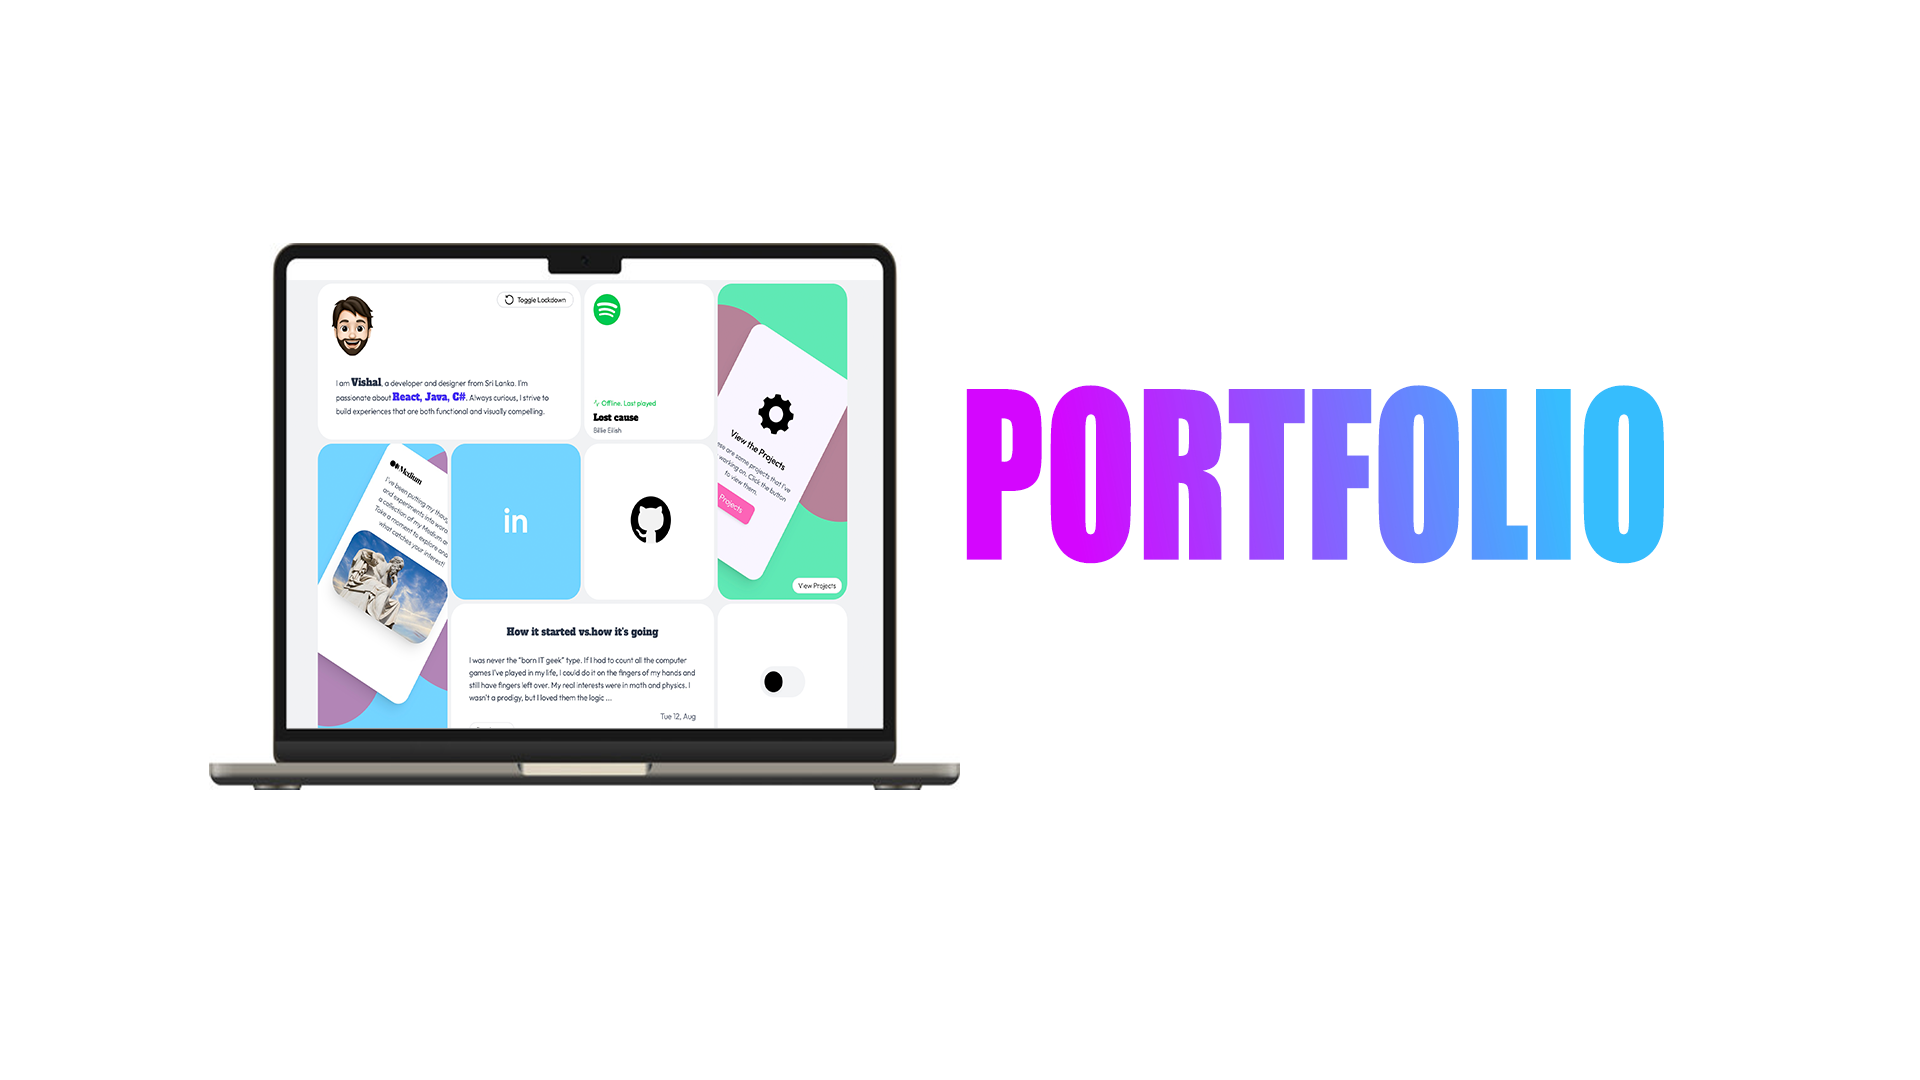 Toggle Lockdown
I am Vishal, a developer and designer from Sri Lanka. I'm
passionate about React, Java, C#. Always curious, I strive to
build experiences that are both functional and visually compelling.
Offline. Last played
Lost cause
Billie Eilish
View the Projects
ese are some projects that I've
working on. Click the button
to view them.
Projects
View Projects
Medium
I've been putting my thoug
and experiments into word
a collection of my Medium ar
Take a moment to explore and
what catches your interest!
in
How it started vs.how it's going
I was never the "born IT geek" type. If I had to count all the computer
games I've played in my life, I could do it on the fingers of my hands and
still have fingers left over. My real interests were in math and physics. I
wasn't a prodigy, but I loved them the logic ...
Tue 12, Aug
PORTFOLIO